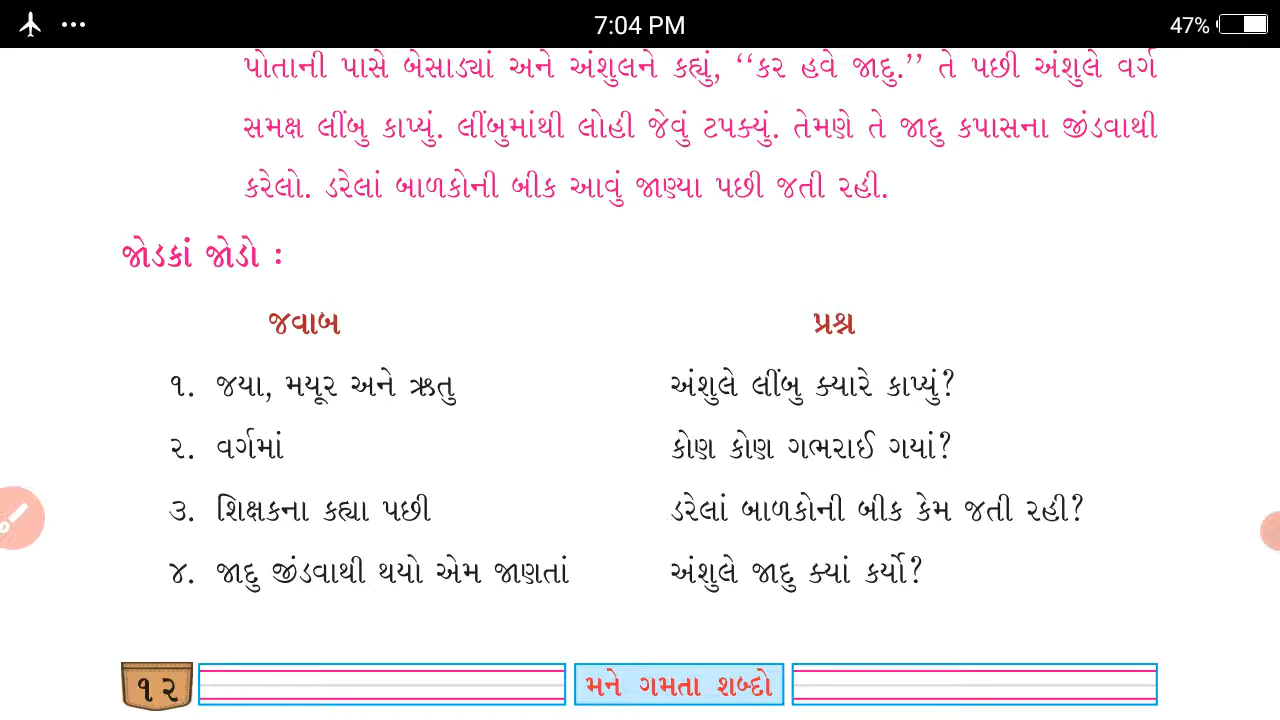 7:04 PM
47%
પોતાની પાસે બેસાડ્યાં અને અંશુલને કહ્યું, ‘‘કર હવે જાદુ.’’ તે પછી અંશુલે વર્ગ
સમક્ષ લીંબુ કાપ્યું. લીંબુમાંથી લોહી જેવું ટપક્યું. તેમણે તે જાદુ કપાસના જીંડવાથી
કરેલો. ડરેલાં બાળકોની બીક આવું જાણ્યા પછી જતી રહી.
જોડકાં જોડો :
જવાબ પ્રશ્ન
૧. જયા, મયૂર અને ઋતુ અંશુલે લીંબુ ક્યારે કાપ્યું?
૨. વર્ગમાં કોણ કોણ ગભરાઈ ગયાં?
૩. શિક્ષકના કહ્યા પછી ડરેલાં બાળકોની બીક કેમ જતી રહી?
૪. જાદુ જીંડવાથી થયો એમ જાણતાં અંશુલે જાદુ ક્યાં કર્યો?
૧૨ મને ગમતા શબ્દો